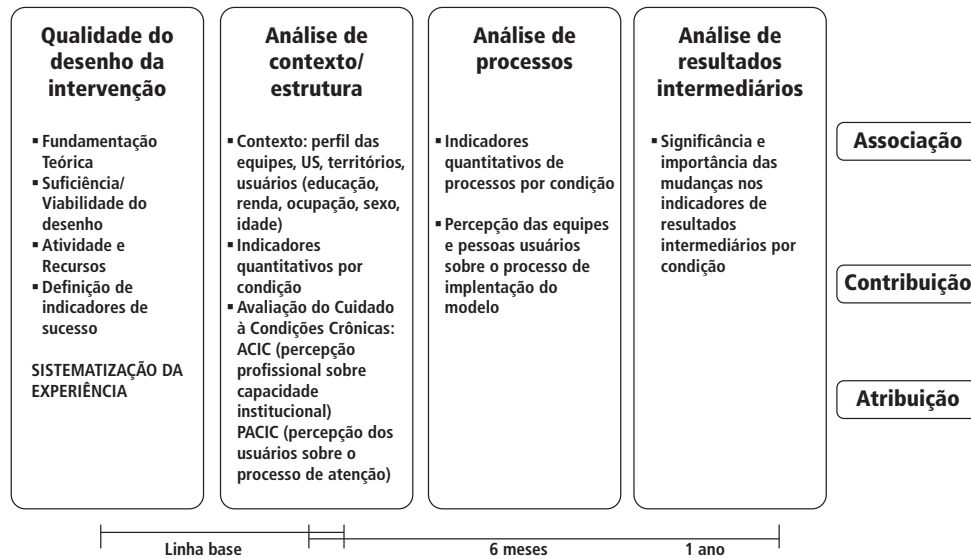 Qualidade do
desenho da
intervenção
▪ Fundamentação
Teórica
▪ Suficiência/
Viabilidade do
desenho
▪ Atividade e
Recursos
▪ Definição de
indicadores de
sucesso
SISTEMATIZAÇÃO DA
EXPERIÊNCIA
Análise de
contexto/
estrutura
▪ Contexto: perfil das
equipes, US, territórios,
usuários (educação,
renda, ocupação, sexo,
idade)
▪ Indicadores
quantitativos por
condição
▪ Avaliação do Cuidado
à Condições Crônicas:
ACIC (percepção
profissional sobre
capacidade
institucional)
PACIC (percepção dos
usuários sobre o
processo de atenção)
Análise de
processos
▪ Indicadores
quantitativos de
processos por condição
▪ Percepção das equipes
e pessoas usuários
sobre o processo de
implentação do
modelo
Análise de
resultados
intermediários
▪ Significância e
importância das
mudanças nos
indicadores de
resultados
intermediários por
condição
Associação
Contribuição
Atribuição
Linha base
6 meses
1 ano